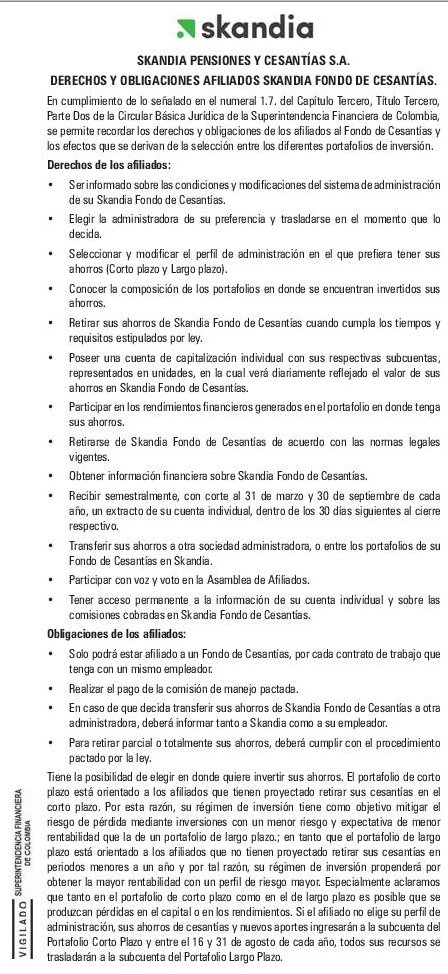 skandia
SKANDIA PENSIONES Y CESANTÍAS S.A.
DERECHOS Y OBLIGACIONES AFILIADOS SKANDIA FONDO DE CESANTÍAS.
En cumplimiento de lo señalado en el numeral 1.7. del Capítulo Tercero, Título Tercero,
Parte Dos de la Circular Básica Jurídica de la Superintendencia Financiera de Colombia,
se permite recordar los derechos y obligaciones de los afiliados al Fondo de Cesantías y
los efectos que se derivan de la selección entre los diferentes portafolios de inversión.
Derechos de los afiliados:
• Ser informado sobre las condiciones y modificaciones del sistema de administración
de su Skandia Fondo de Cesantías.
• Elegir la administradora de su preferencia y trasladarse en el momento que lo
decida.
• Seleccionar y modificar el perfil de administración en el que prefiera tener sus
ahorros (Corto plazo y Largo plazo).
• Conocer la composición de los portafolios en donde se encuentran invertidos sus
ahorros.
• Retirar sus ahorros de Skandia Fondo de Cesantías cuando cumpla los tiempos y
requisitos estipulados por ley.
• Poseer una cuenta de capitalización individual con sus respectivas subcuentas,
representados en unidades, en la cual verá diariamente reflejado el valor de sus
ahorros en Skandia Fondo de Cesantías.
• Participar en los rendimientos financieros generados en el portafolio en donde tenga
sus ahorros.
• Retirarse de Skandia Fondo de Cesantías de acuerdo con las normas legales
vigentes.
• Obtener información financiera sobre Skandia Fondo de Cesantías.
• Recibir semestralmente, con corte al 31 de marzo y 30 de septiembre de cada
año, un extracto de su cuenta individual, dentro de los 30 días siguientes al cierre
respectivo.
• Transferir sus ahorros a otra sociedad administradora, o entre los portafolios de su
Fondo de Cesantías en Skandia.
• Participar con voz y voto en la Asamblea de Afiliados.
• Tener acceso permanente a la información de su cuenta individual y sobre las
comisiones cobradas en Skandia Fondo de Cesantías.
Obligaciones de los afiliados:
• Solo podrá estar afiliado a un Fondo de Cesantías, por cada contrato de trabajo que
tenga con un mismo empleador.
• Realizar el pago de la comisión de manejo pactada.
• En caso de que decida transferir sus ahorros de Skandia Fondo de Cesantías a otra
administradora, deberá informar tanto a Skandia como a su empleador.
• Para retirar parcial o totalmente sus ahorros, deberá cumplir con el procedimiento
pactado por la ley.
Tiene la posibilidad de elegir en donde quiere invertir sus ahorros. El portafolio de corto
plazo está orientado a los afiliados que tienen proyectado retirar sus cesantías en el
corto plazo. Por esta razón, su régimen de inversión tiene como objetivo mitigar el
riesgo de pérdida mediante inversiones con un menor riesgo y expectativa de menor
rentabilidad que la de un portafolio de largo plazo.; en tanto que el portafolio de largo
plazo está orientado a los afiliados que no tienen proyectado retirar sus cesantías en
periodos menores a un año y por tal razón, su régimen de inversión propenderá por
obtener la mayor rentabilidad con un perfil de riesgo mayor. Especialmente aclaramos
que tanto en el portafolio de corto plazo como en el de largo plazo es posible que se
produzcan pérdidas en el capital o en los rendimientos. Si el afiliado no elige su perfil de
administración, sus ahorros de cesantías y nuevos aportes ingresarán a la subcuenta del
Portafolio Corto Plazo y entre el 16 y 31 de agosto de cada año, todos sus recursos se
trasladarán a la subcuenta del Portafolio Largo Plazo.
VIGILADO
SUPERINTENDENCIA FINANCIERA
DE COLOMBIA